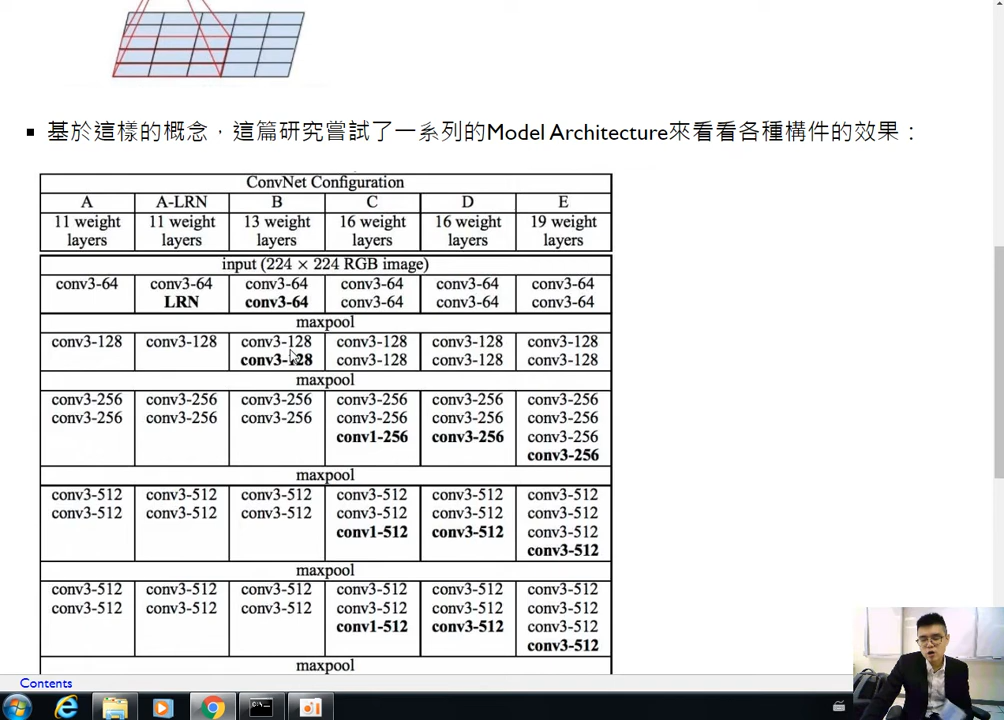 基於這樣的概念，這篇研究嘗試了一系列的Model Architecture來看看各種構件的效果：
ConvNet Configuration
A A-LRN B C D E
11 weight layers 11 weight layers 13 weight layers 16 weight layers 16 weight layers 19 weight layers
input (224 × 224 RGB image)
conv3-64 conv3-64 conv3-64 conv3-64 conv3-64 conv3-64
LRN conv3-64 conv3-64 conv3-64 conv3-64
maxpool
conv3-128 conv3-128 conv3-128 conv3-128 conv3-128 conv3-128
conv3-128 conv3-128 conv3-128 conv3-128
maxpool
conv3-256 conv3-256 conv3-256 conv3-256 conv3-256 conv3-256
conv3-256 conv3-256 conv3-256 conv3-256 conv3-256 conv3-256
conv1-256 conv3-256 conv3-256
conv3-256
maxpool
conv3-512 conv3-512 conv3-512 conv3-512 conv3-512 conv3-512
conv3-512 conv3-512 conv3-512 conv3-512 conv3-512 conv3-512
conv1-512 conv3-512 conv3-512
conv3-512
maxpool
conv3-512 conv3-512 conv3-512 conv3-512 conv3-512 conv3-512
conv3-512 conv3-512 conv3-512 conv3-512 conv3-512 conv3-512
conv1-512 conv3-512 conv3-512
conv3-512
maxpool
Contents